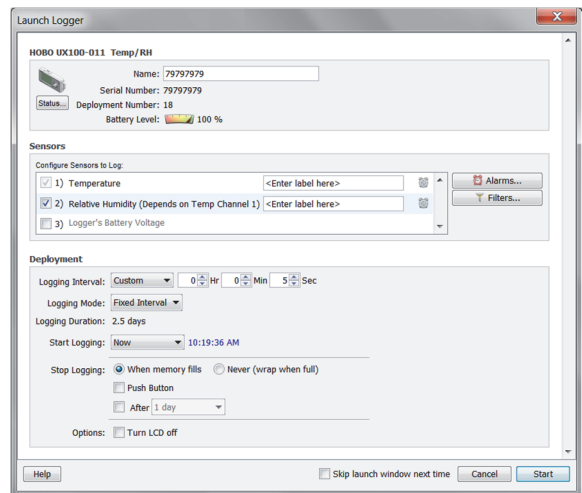 Launch Logger
HOBO UX100-011 Temp/RH
Name: 79797979
Serial Number: 79797979
Status... Deployment Number: 18
Battery Level: 100 %
Sensors
Configure Sensors to Log:
1) Temperature <Enter label here> Alarms...
2) Relative Humidity (Depends on Temp Channel 1) <Enter label here> Filters...
3) Logger's Battery Voltage
Deployment
Logging Interval: Custom 0 Hr 0 Min 5 Sec
Logging Mode: Fixed Interval
Logging Duration: 2.5 days
Start Logging: Now 10:19:36 AM
Stop Logging: When memory fills Never (wrap when full)
Push Button
After 1 day
Options: Turn LCD off
Help Skip launch window next time Cancel Start